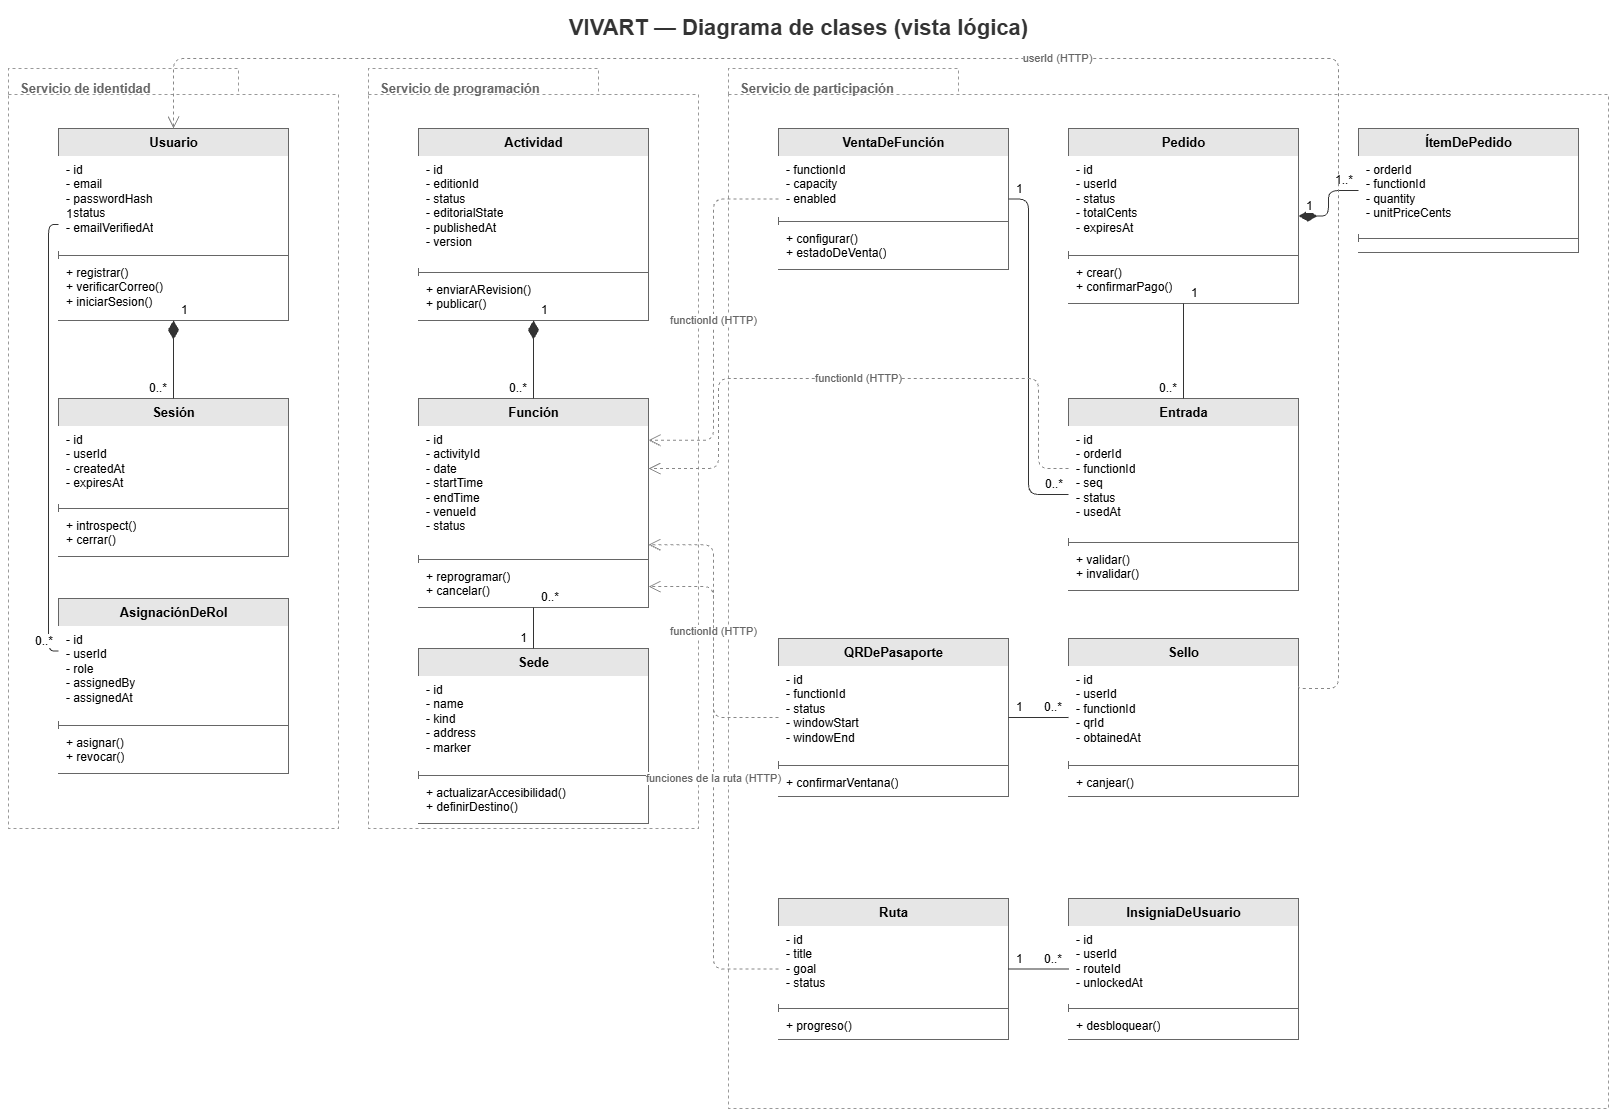 VIVART — Diagrama de clases (vista lógica)
userId (HTTP)
Servicio de identidad
Usuario
- id
- email
- passwordHash
1status
- emailVerifiedAt
+ registrar()
+ verificarCorreo()
+ iniciarSesion()
1
0..*
Sesión
- id
- userId
- createdAt
- expiresAt
+ introspect()
+ cerrar()
AsignaciónDeRol
0..*
- id
- userId
- role
- assignedBy
- assignedAt
+ asignar()
+ revocar()
Servicio de programación
Actividad
- id
- editionId
- status
- editorialState
- publishedAt
- version
+ enviarARevision()
+ publicar()
1
0..*
Función
- id
- activityId
- date
- startTime
- endTime
- venueId
- status
+ reprogramar()
+ cancelar()
0..*
1
Sede
- id
- name
- kind
- address
- marker
+ actualizarAccesibilidad()
+ definirDestino()
functionId (HTTP)
functionId (HTTP)
functionId (HTTP)
funciones de la ruta (HTTP)
Servicio de participación
VentaDeFunción
- functionId
- capacity
- enabled
+ configurar()
+ estadoDeVenta()
1
0..*
Pedido
- id
- userId
- status
- totalCents
- expiresAt
+ crear()
+ confirmarPago()
1
1..*
ÍtemDePedido
- orderId
- functionId
- quantity
- unitPriceCents
1
0..*
Entrada
- id
- orderId
- functionId
- seq
- status
- usedAt
+ validar()
+ invalidar()
QRDePasaporte
- id
- functionId
- status
- windowStart
- windowEnd
+ confirmarVentana()
1
0..*
Sello
- id
- userId
- functionId
- qrId
- obtainedAt
+ canjear()
Ruta
- id
- title
- goal
- status
+ progreso()
1
0..*
InsigniaDeUsuario
- id
- userId
- routeId
- unlockedAt
+ desbloquear()